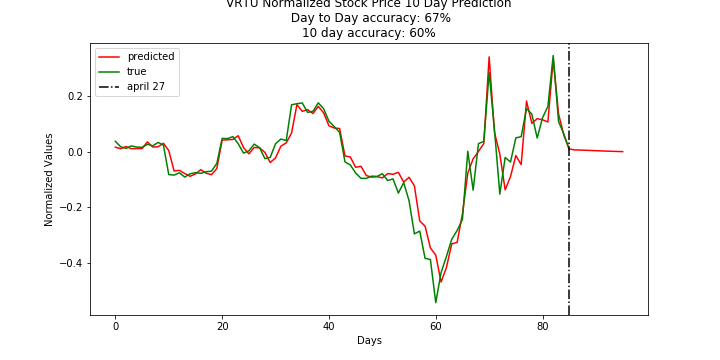 VRTU Normalized Stock Price 10 Day Prediction
Day to Day accuracy: 67%
10 day accuracy: 60%
predicted
true
april 27
Normalized Values
0.2
0.0
−0.2
−0.4
0
20
40
60
80
Days